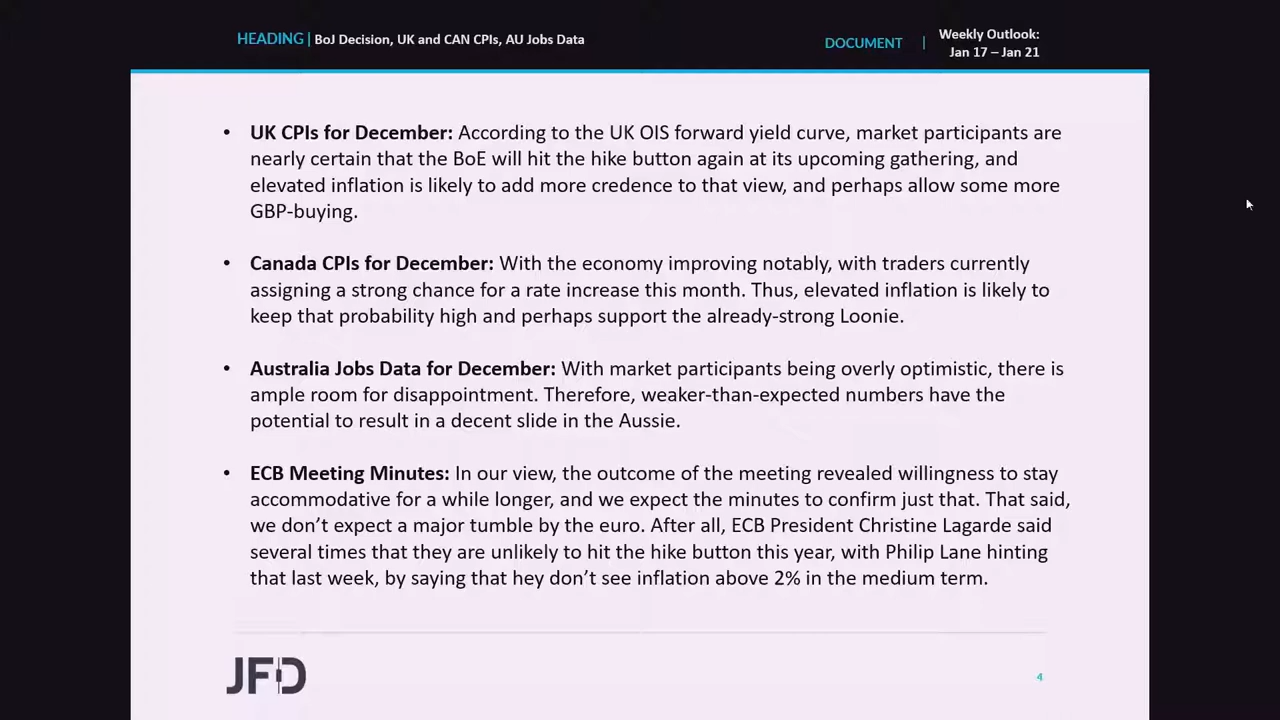 HEADING | BoJ Decision, UK and CAN CPIs, AU Jobs Data
DOCUMENT | Weekly Outlook:
Jan 17 – Jan 21
• UK CPIs for December: According to the UK OIS forward yield curve, market participants are
nearly certain that the BoE will hit the hike button again at its upcoming gathering, and
elevated inflation is likely to add more credence to that view, and perhaps allow some more
GBP-buying.
• Canada CPIs for December: With the economy improving notably, with traders currently
assigning a strong chance for a rate increase this month. Thus, elevated inflation is likely to
keep that probability high and perhaps support the already-strong Loonie.
• Australia Jobs Data for December: With market participants being overly optimistic, there is
ample room for disappointment. Therefore, weaker-than-expected numbers have the
potential to result in a decent slide in the Aussie.
• ECB Meeting Minutes: In our view, the outcome of the meeting revealed willingness to stay
accommodative for a while longer, and we expect the minutes to confirm just that. That said,
we don’t expect a major tumble by the euro. After all, ECB President Christine Lagarde said
several times that they are unlikely to hit the hike button this year, with Philip Lane hinting
that last week, by saying that hey don’t see inflation above 2% in the medium term.
JFD
4